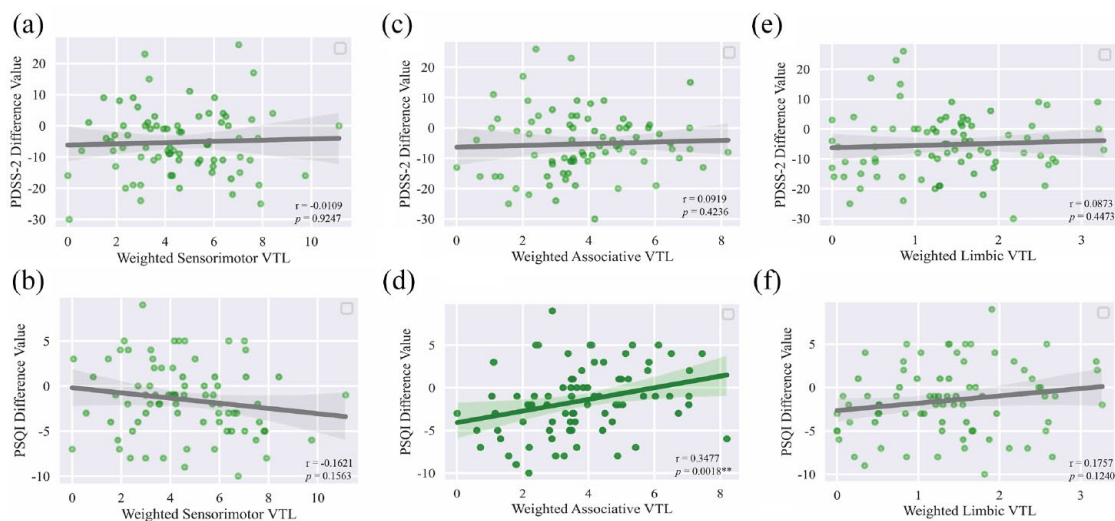 (a)
PDSS-2 Difference Value
20
10
0
-10
-20
-30
r = -0.0109
p = 0.9247
0 2 4 6 8 10
Weighted Sensorimotor VTL
(c)
PDSS-2 Difference Value
20
10
0
-10
-20
-30
r = 0.0919
p = 0.4236
0 2 4 6 8
Weighted Associative VTL
(e)
PDSS-2 Difference Value
20
10
0
-10
-20
-30
r = 0.0873
p = 0.4473
0 1 2 3
Weighted Limbic VTL
(b)
PSQI Difference Value
5
0
-5
-10
r = -0.1621
p = 0.1563
0 2 4 6 8 10
Weighted Sensorimotor VTL
(d)
PSQI Difference Value
5
0
-5
-10
r = 0.3477
p = 0.0018**
0 2 4 6 8
Weighted Associative VTL
(f)
PSQI Difference Value
5
0
-5
-10
r = 0.1757
p = 0.1240
0 1 2 3
Weighted Limbic VTL